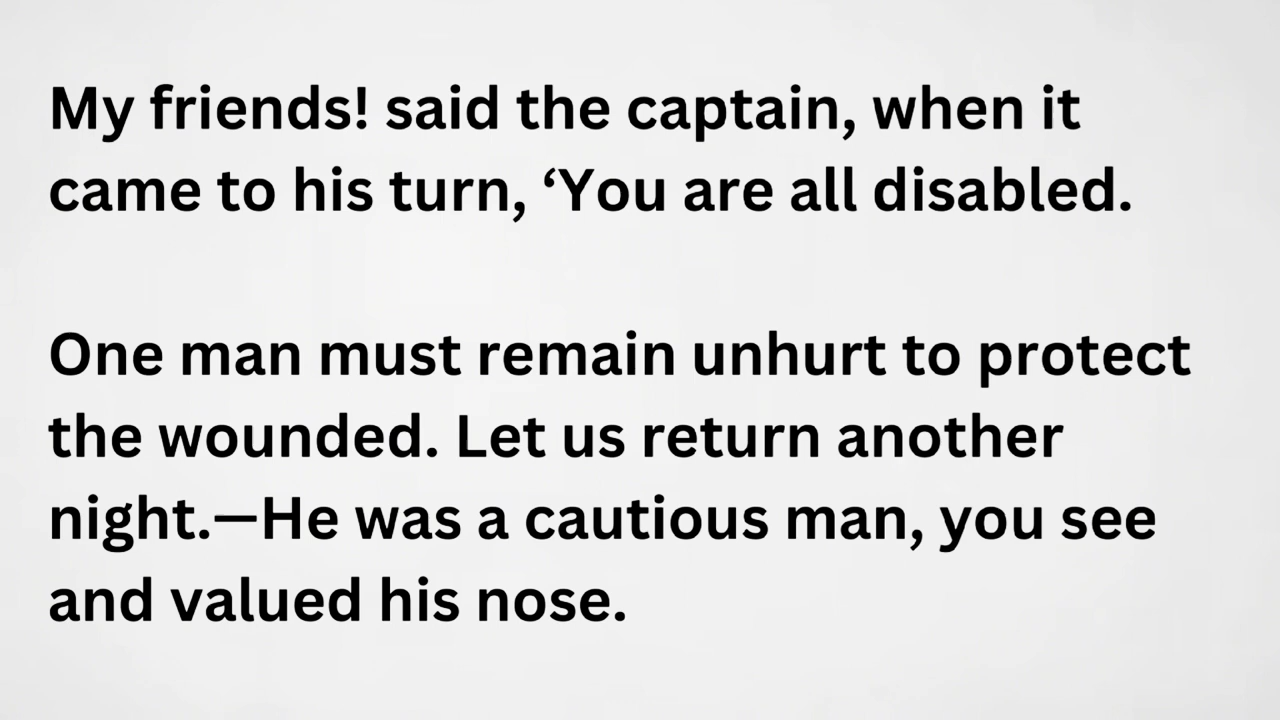 My friends! said the captain, when it
came to his turn, ‘You are all disabled.
One man must remain unhurt to protect
the wounded. Let us return another
night.—He was a cautious man, you see
and valued his nose.